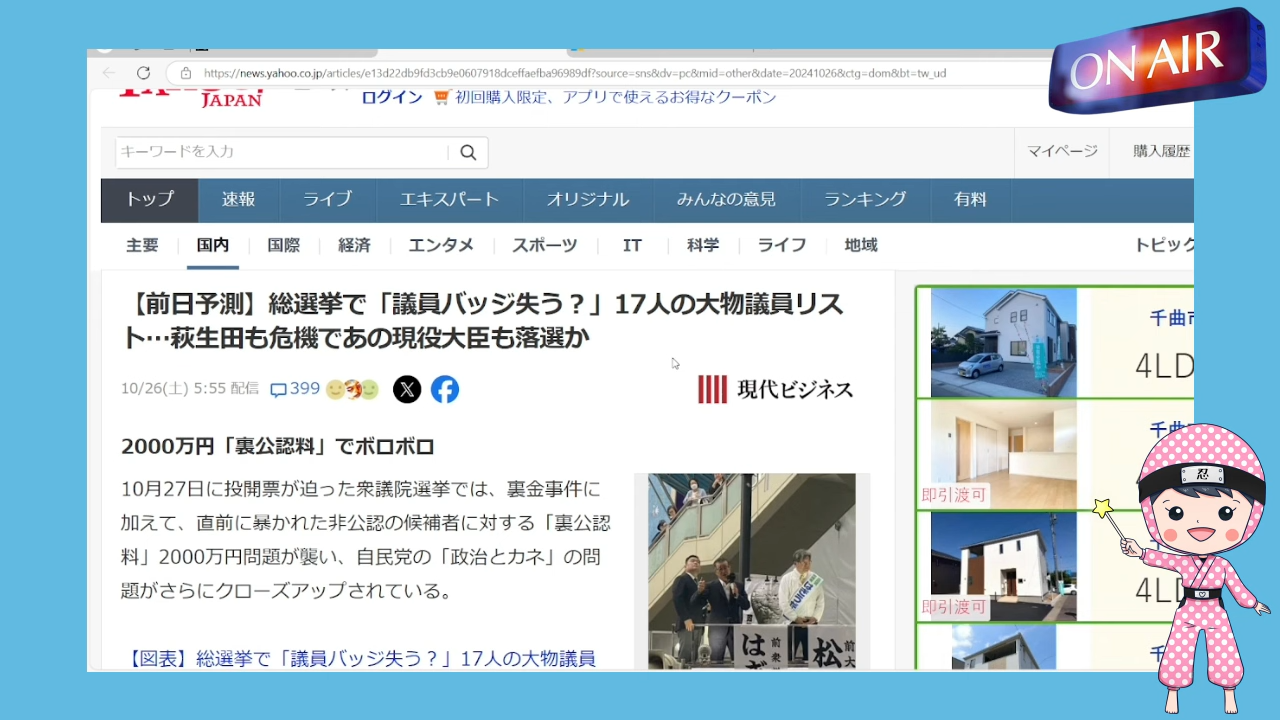 ON AIR
https://news.yahoo.co.jp/articles/e13d22db9fd3cb9e0607918dceffaefba96989df?source=sns&dv=pc&mid=other&date=20241026&ctg=dom&bt=tw_ud
JAPAN
ログイン
初回購入限定、アプリで使えるお得なクーポン
キーワードを入力
マイページ
購入履歴
トップ 速報 ライブ エキスパート オリジナル みんなの意見 ランキング 有料
主要 国内 国際 経済 エンタメ スポーツ IT 科学 ライフ 地域 トピック
【前日予測】総選挙で「議員バッジ失う？」17人の大物議員リス
ト…萩生田も危機であの現役大臣も落選か
10/26(土) 5:55 配信 399
現代ビジネス
2000万円「裏公認料」でボロボロ
10月27日に投開票が迫った衆議院選挙では、裏金事件に
加えて、直前に暴かれた非公認の候補者に対する「裏公認
料」2000万円問題が襲い、自民党の「政治とカネ」の問
題がさらにクローズアップされている。
【図表】総選挙で「議員バッジ失う？」17人の大物議員
はぎ
前衆
松
前大
千曲市
4LD
千曲
即引渡可
4LD
即引渡可
忍